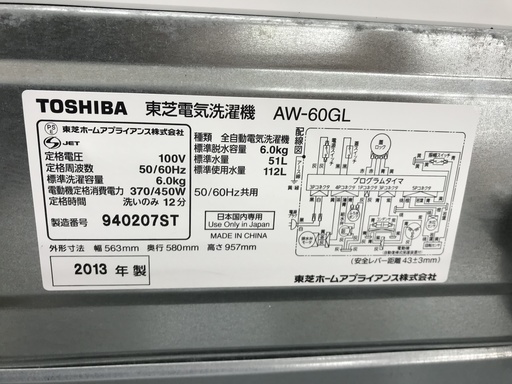 TOSHIBA 東芝電気洗濯機 AW-60GL
PS E 東芝ホームアプライアンス株式会社
S JET
定格電圧 100V
定格周波数 50/60Hz
標準洗濯容量 6.0kg
電動機定格消費電力 370/450W
定格時間 洗いのみ 12分
製造番号 940207ST
種類 全自動電気洗濯機
標準脱水容量 6.0kg
標準水量 51L
標準使用水量 112L
50/60Hz共用
日本国内専用
Use Only in Japan
MADE IN CHINA
外形寸法 幅563mm 奥行580mm 高さ957mm
2013年製
配線図
プログラムタイマ
(安全レバー距離43±3mm)
東芝ホームアプライアンス株式会社